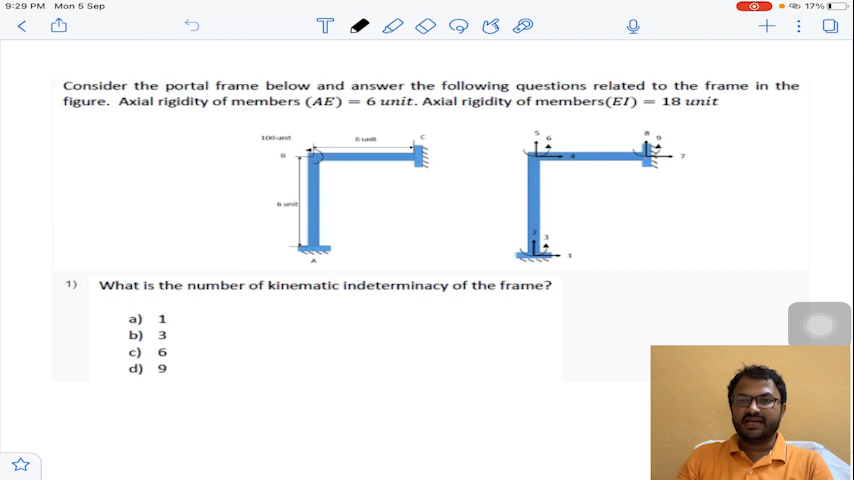 9:29 PM Mon 5 Sep
17%
T
Consider the portal frame below and answer the following questions related to the frame in the
figure. Axial rigidity of members (AE) = 6 unit. Axial rigidity of members(EI) = 18 unit
100 unit
6 unit
C
B
6 unit
A
5
6
4
8
9
7
2
3
1
1) What is the number of kinematic indeterminacy of the frame?
a) 1
b) 3
c) 6
d) 9